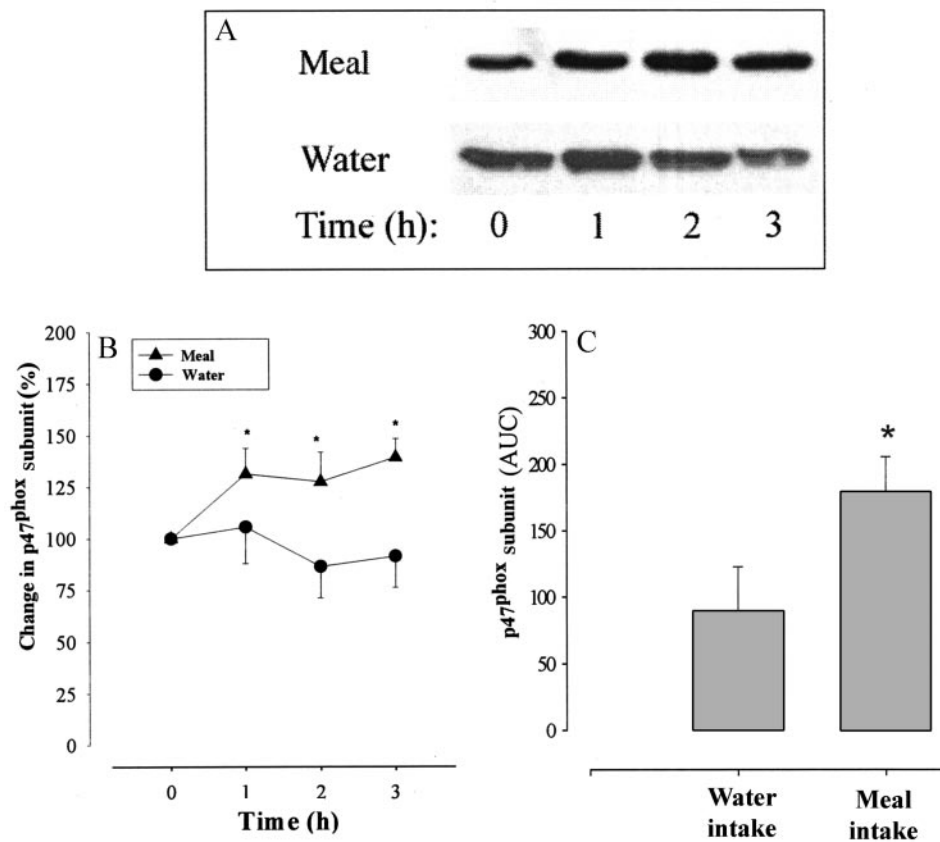 A
Meal
Water
Time (h): 0 1 2 3
B
Change in p47phox subunit (%)
200
175
150
125
100
75
50
25
0
Meal
Water
* * *
0 1 2 3
Time (h)
C
p47phox subunit (AUC)
300
250
200
150
100
50
0
*
Water intake
Meal intake